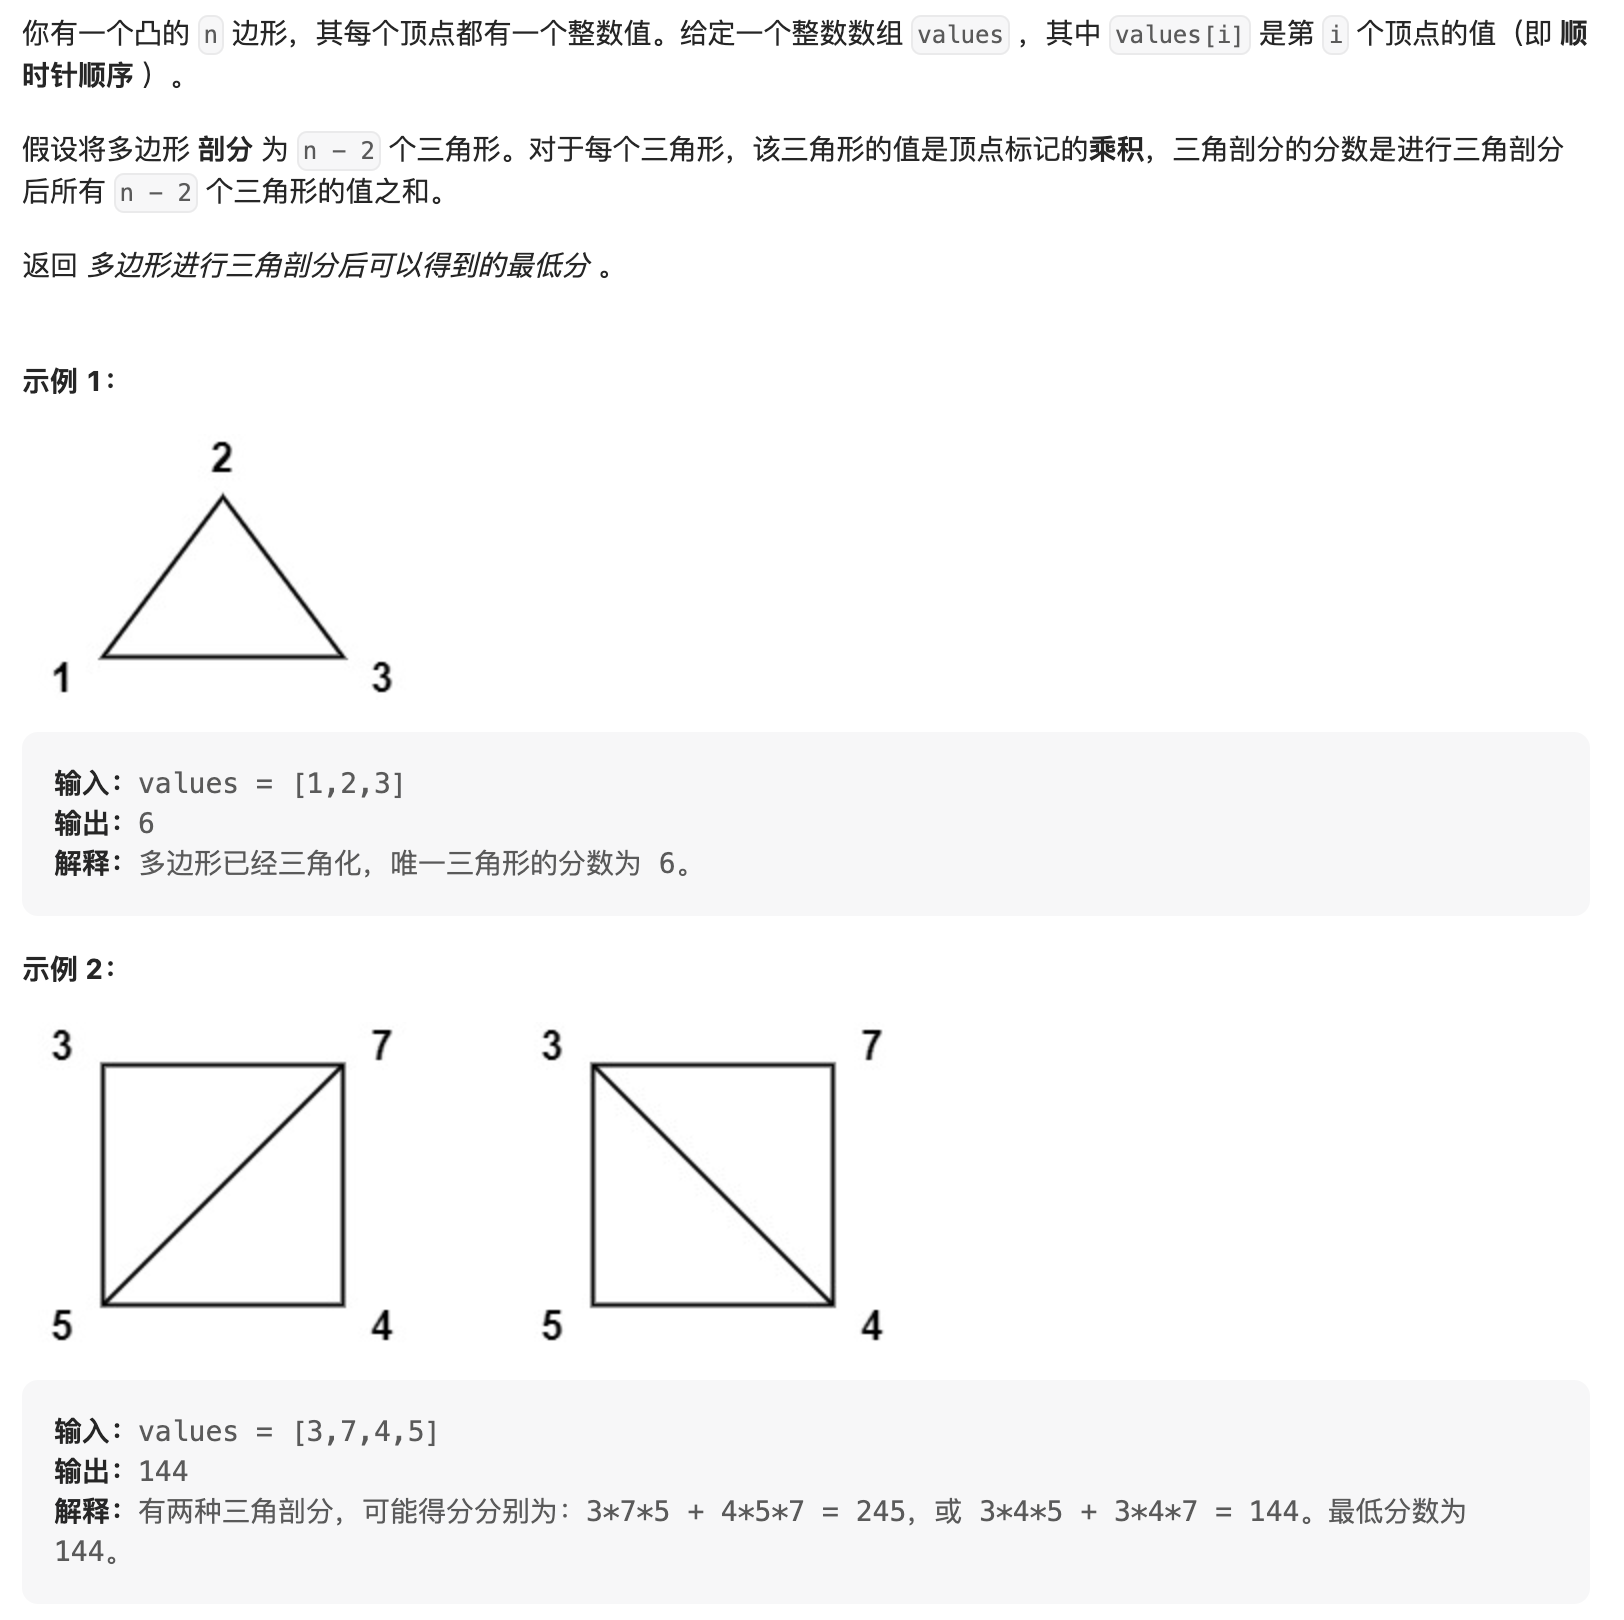 你有一个凸的 n 边形，其每个顶点都有一个整数值。给定一个整数数组 values ，其中 values[i] 是第 i 个顶点的值（即 顺
时针顺序 ）。
假设将多边形 剖分 为 n - 2 个三角形。对于每个三角形，该三角形的值是顶点标记的乘积，三角剖分的分数是进行三角剖分
后所有 n - 2 个三角形的值之和。
返回 多边形进行三角剖分后可以得到的最低分 。
示例 1：
2
1 3
输入：values = [1,2,3]
输出：6
解释：多边形已经三角化，唯一三角形的分数为 6。
示例 2：
3 7 3 7
5 4 5 4
输入：values = [3,7,4,5]
输出：144
解释：有两种三角剖分，可能得分分别为：3*7*5 + 4*5*7 = 245，或 3*4*5 + 3*4*7 = 144。最低分数为
144。